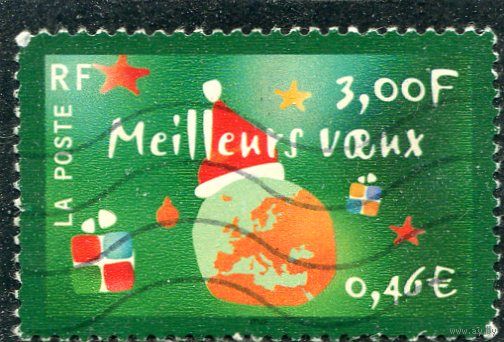 RF
3,00F
Meilleurs vœux
LA POSTE
0,46€